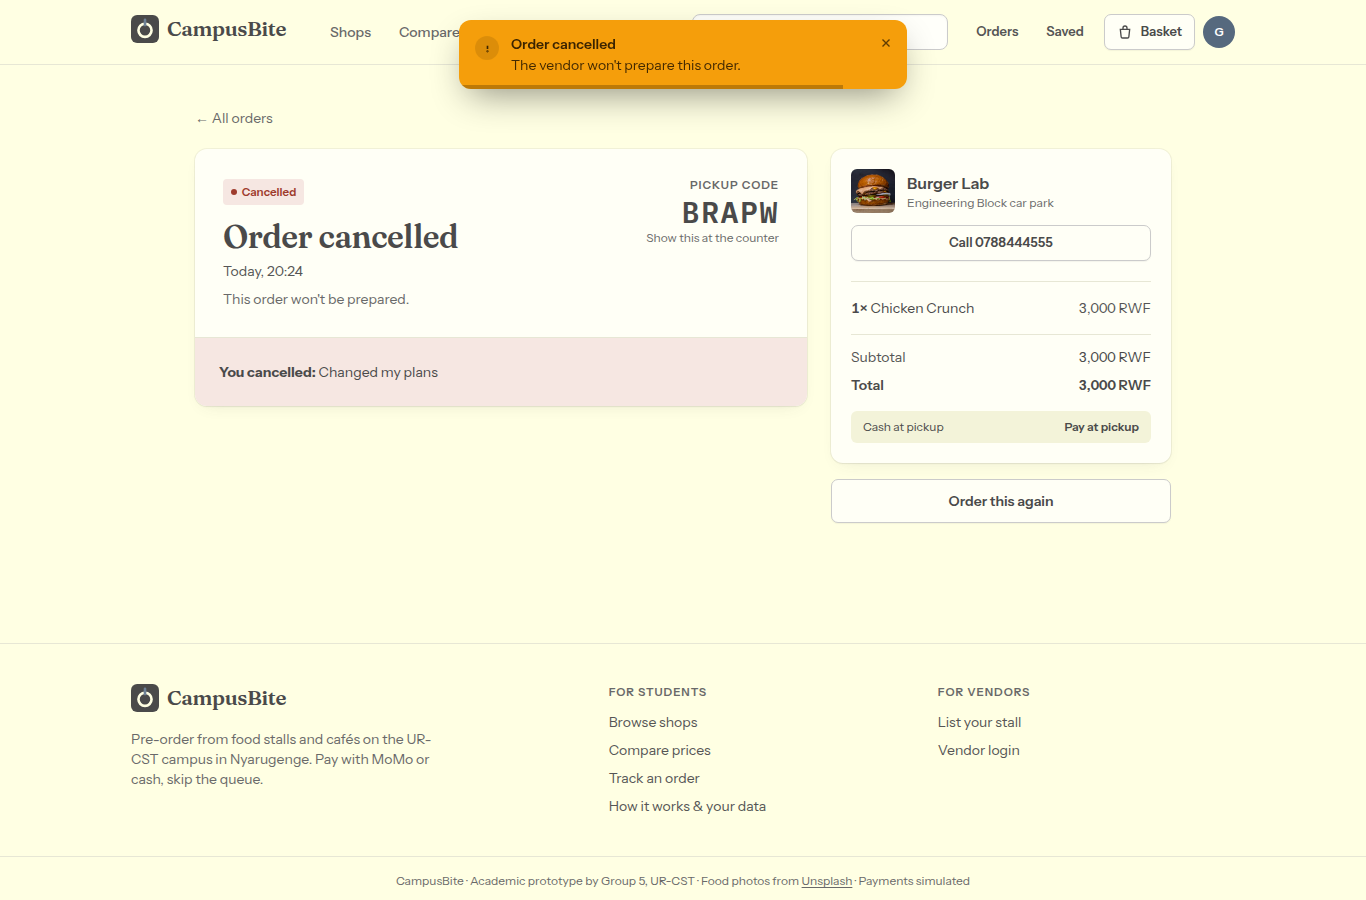 CampusBite
Shops
Compare
Orders
Saved
Basket
G
Order cancelled
The vendor won't prepare this order.
← All orders
Cancelled
Order cancelled
Today, 20:24
This order won't be prepared.
PICKUP CODE
BRAPW
Show this at the counter
You cancelled: Changed my plans
Burger Lab
Engineering Block car park
Call 0788444555
1× Chicken Crunch 3,000 RWF
Subtotal 3,000 RWF
Total 3,000 RWF
Cash at pickup Pay at pickup
Order this again
CampusBite
Pre-order from food stalls and cafés on the UR-
CST campus in Nyarugenge. Pay with MoMo or
cash, skip the queue.
FOR STUDENTS
Browse shops
Compare prices
Track an order
How it works & your data
FOR VENDORS
List your stall
Vendor login
CampusBite · Academic prototype by Group 5, UR-CST · Food photos from Unsplash · Payments simulated